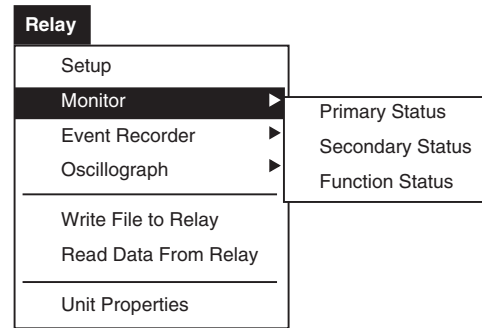 Relay
Setup
Monitor
Event Recorder
Oscillograph
Write File to Relay
Read Data From Relay
Unit Properties
Primary Status
Secondary Status
Function Status